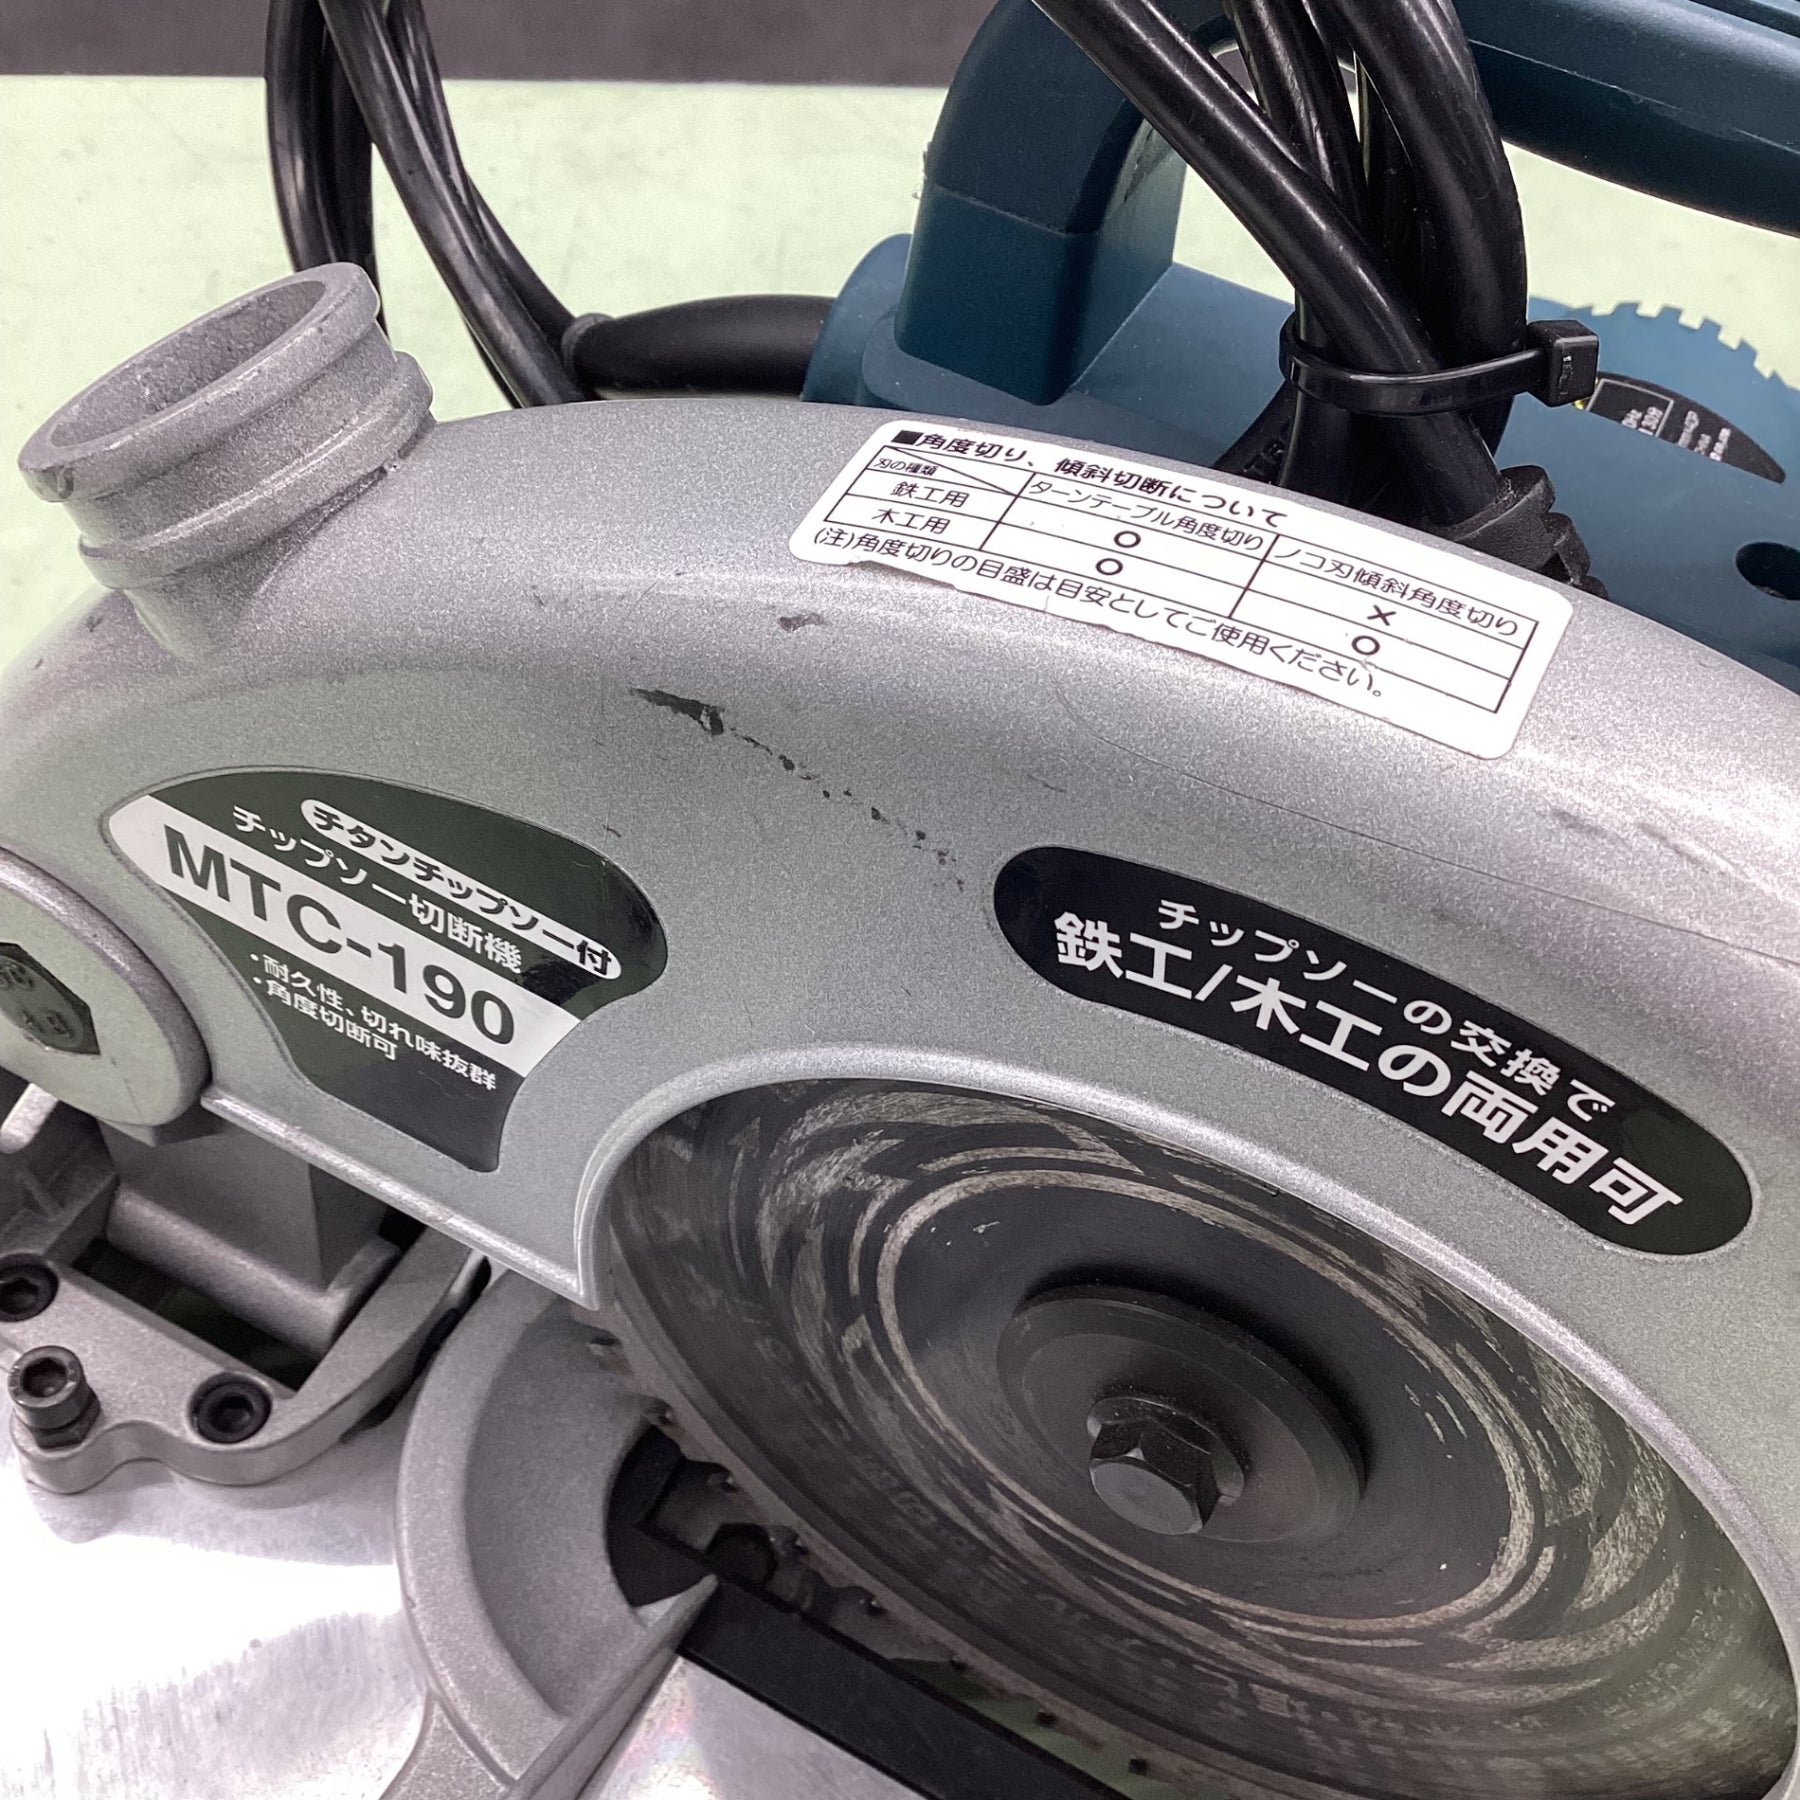 ■角度切り、傾斜切断について
刃の種類 ターンテーブル角度切り ノコ刃傾斜角度切り
鉄工用 ○ ×
木工用 ○ ○
(注)角度切りの目盛は目安としてご使用ください。
チタンチップソー付
チップソー切断機
MTC-190
・耐久性、切れ味抜群
・角度切断可
チップソーの交換で
鉄工/木工の両用可